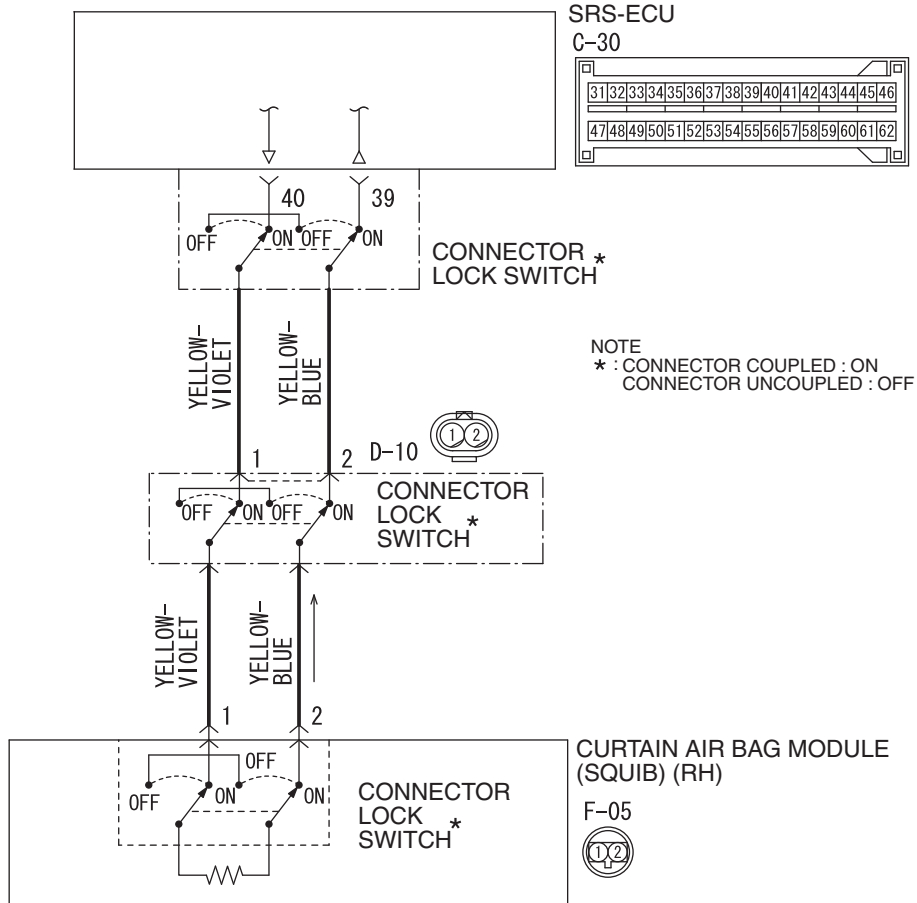 SRS-ECU
C-30
31 32 33 34 35 36 37 38 39 40 41 42 43 44 45 46
47 48 49 50 51 52 53 54 55 56 57 58 59 60 61 62
40 39
OFF ON OFF ON
CONNECTOR
LOCK SWITCH*
YELLOW-
VIOLET
YELLOW-
BLUE
NOTE
* : CONNECTOR COUPLED : ON
CONNECTOR UNCOUPLED : OFF
1 2 D-10 1 2
OFF ON OFF ON
CONNECTOR
LOCK
SWITCH*
YELLOW-
VIOLET
YELLOW-
BLUE
1 2
OFF ON OFF ON
CONNECTOR
LOCK
SWITCH*
CURTAIN AIR BAG MODULE
(SQUIB) (RH)
F-05
1 2